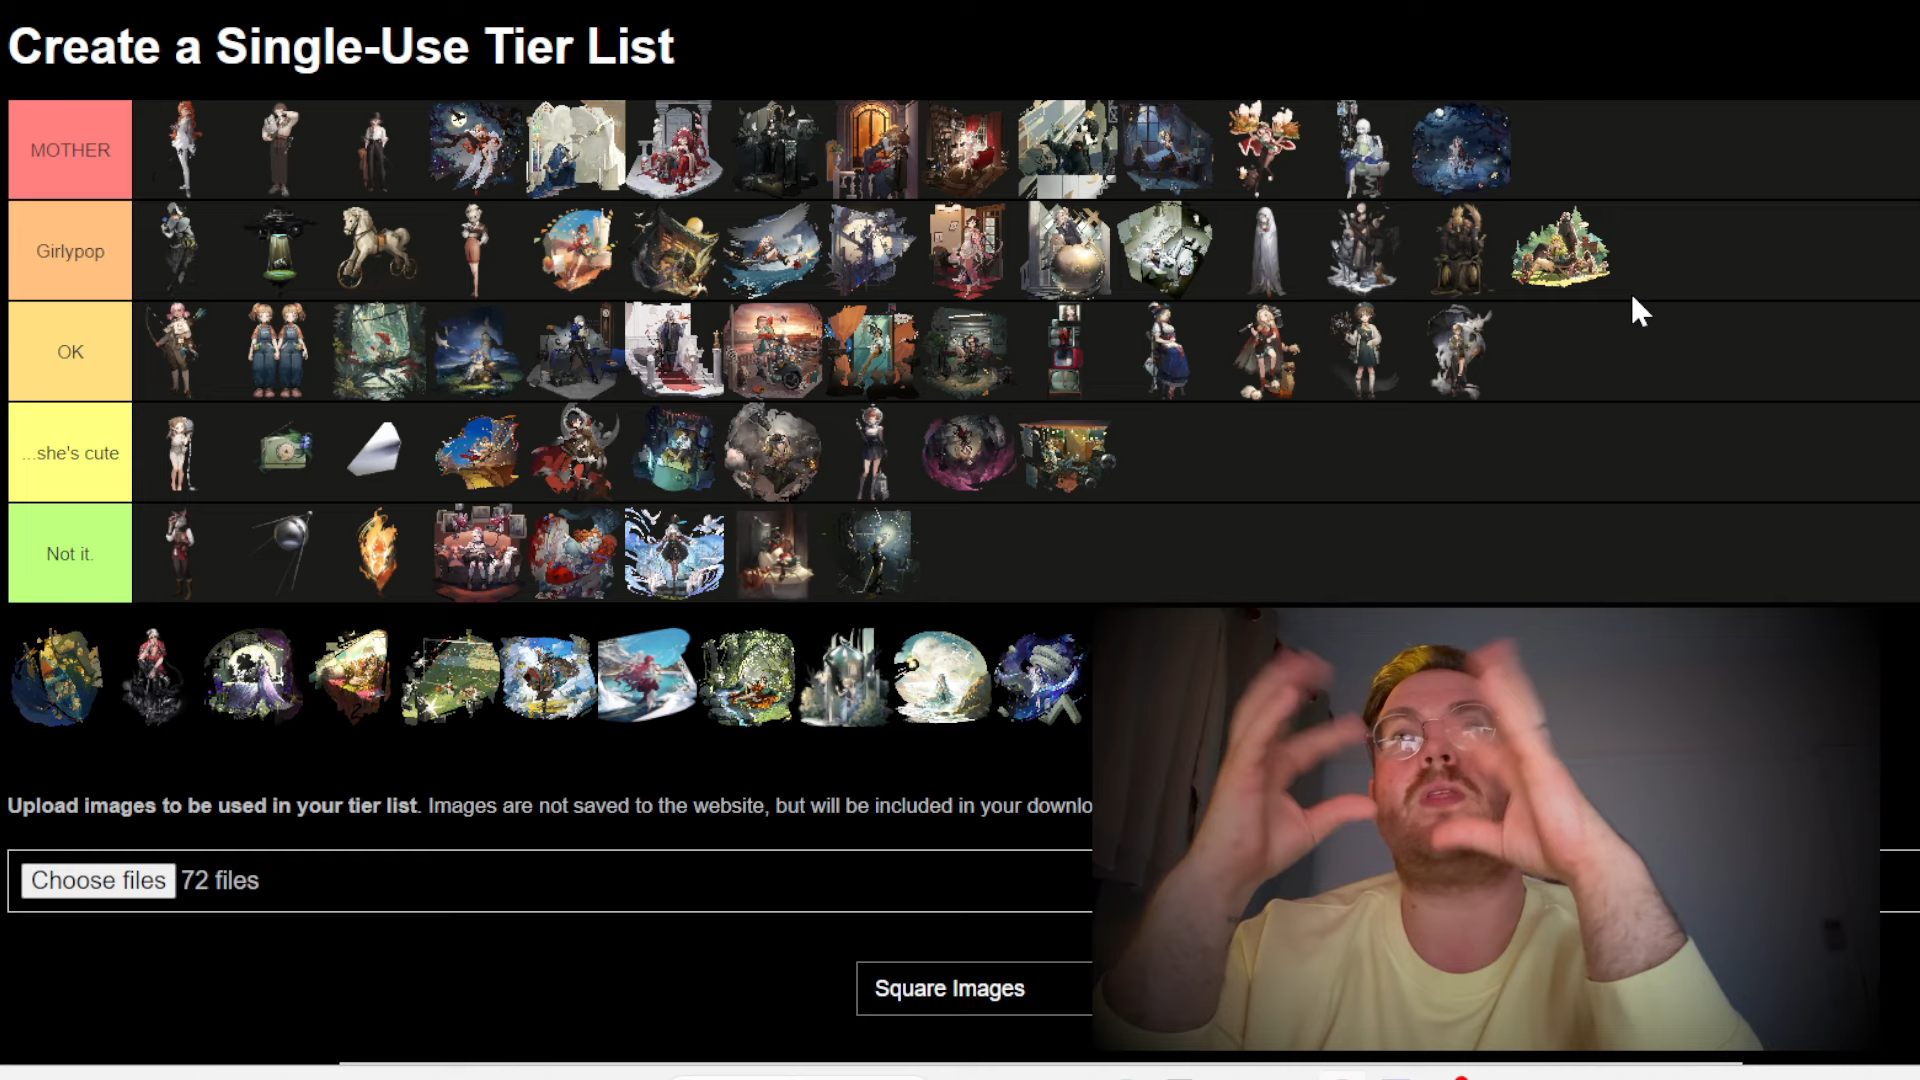 Create a Single-Use Tier List
MOTHER
Girlypop
OK
...she's cute
Not it.
Upload images to be used in your tier list. Images are not saved to the website, but will be included in your downlo
Choose files 72 files
Square Images